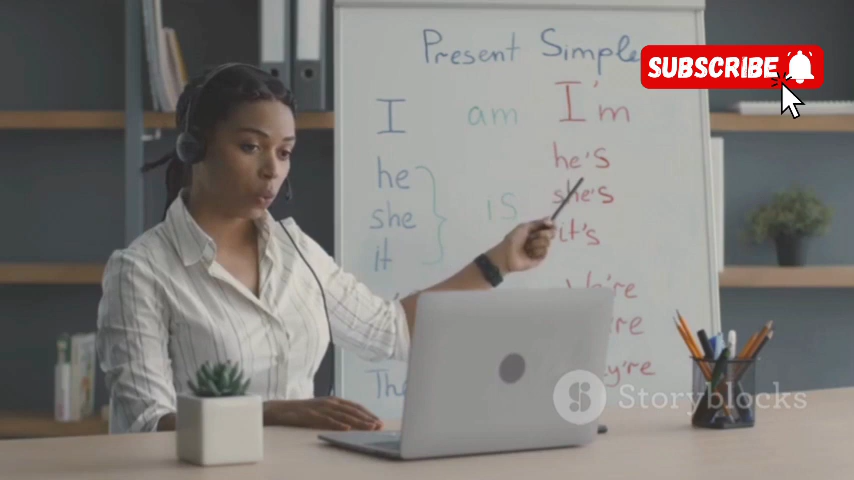 Present Simple
SUBSCRIBE
I am I'm
he he's
she is she's
it it's
Storyblocks